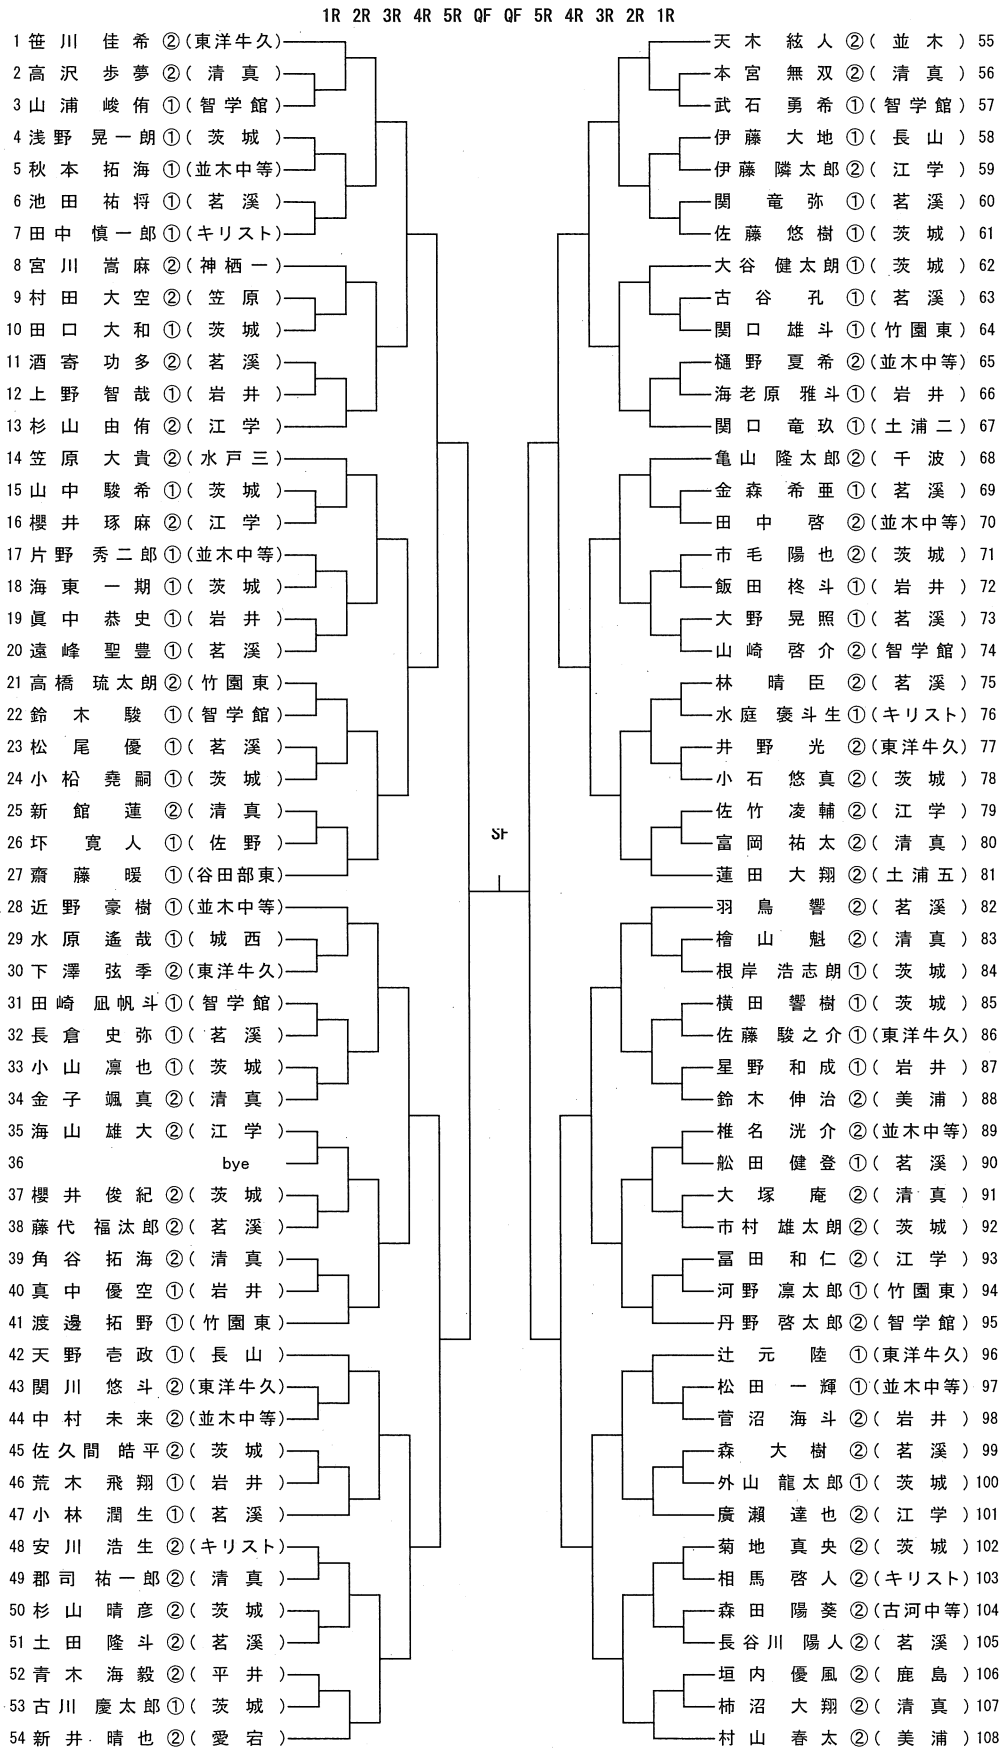 1R 2R 3R 4R 5R QF QF 5R 4R 3R 2R 1R
1 笹川 佳希 ② (東洋牛久)
2 高沢 歩夢 ② (清真)
3 山浦 峻侑 ① (智学館)
4 浅野 晃一朗 ① (茨城)
5 秋本 拓海 ① (並木中等)
6 池田 祐将 ① (茗溪)
7 田中 慎一郎 ① (キリスト)
8 宮川 嵩麻 ② (神栖一)
9 村田 大空 ② (笠原)
10 田口 大和 ① (茨城)
11 酒寄 功多 ② (茗溪)
12 上野 智哉 ① (岩井)
13 杉山 由侑 ② (江学)
14 笠原 大貴 ② (水戸三)
15 山中 駿希 ① (茨城)
16 櫻井 琢麻 ② (江学)
17 片野 秀二郎 ① (並木中等)
18 海東 一期 ① (茨城)
19 眞中 恭史 ① (岩井)
20 遠峰 聖豊 ① (茗溪)
21 高橋 琉太朗 ② (竹園東)
22 鈴木 駿 ① (智学館)
23 松尾 優 ① (茗溪)
24 小松 堯嗣 ① (茨城)
25 新館 蓮 ② (清真)
26 圷 寛人 ① (佐野)
27 齋藤 暖 ① (谷田部東)
28 近野 豪樹 ① (並木中等)
29 水原 遙哉 ① (城西)
30 下澤 弦季 ② (東洋牛久)
31 田崎 凪帆斗 ① (智学館)
32 長倉 史弥 ① (茗溪)
33 小山 凛也 ① (茨城)
34 金子 颯真 ② (清真)
35 海山 雄大 ② (江学)
36 bye
37 櫻井 俊紀 ② (茨城)
38 藤代 福汰郎 ② (茗溪)
39 角谷 拓海 ② (清真)
40 真中 優空 ① (岩井)
41 渡邊 拓野 ① (竹園東)
42 天野 壱政 ① (長山)
43 関川 悠斗 ② (東洋牛久)
44 中村 未来 ② (並木中等)
45 佐久間 皓平 ② (茨城)
46 荒木 飛翔 ① (岩井)
47 小林 潤生 ① (茗溪)
48 安川 浩生 ② (キリスト)
49 郡司 祐一郎 ② (清真)
50 杉山 晴彦 ② (茨城)
51 土田 隆斗 ② (茗溪)
52 青木 海毅 ② (平井)
53 古川 慶太郎 ① (茨城)
54 新井 晴也 ② (愛宕)
SF
天木 絃人 ② (並木) 55
本宮 無双 ② (清真) 56
武石 勇希 ① (智学館) 57
伊藤 大地 ① (長山) 58
伊藤 隣太郎 ② (江学) 59
関 竜弥 ① (茗溪) 60
佐藤 悠樹 ① (茨城) 61
大谷 健太朗 ① (茨城) 62
古谷 孔 ① (茗溪) 63
関口 雄斗 ① (竹園東) 64
樋野 夏希 ② (並木中等) 65
海老原 雅斗 ① (岩井) 66
関口 竜玖 ① (土浦二) 67
亀山 隆太郎 ② (千波) 68
金森 希亜 ① (茗溪) 69
田中 啓 ② (並木中等) 70
市毛 陽也 ② (茨城) 71
飯田 柊斗 ① (岩井) 72
大野 晃照 ① (茗溪) 73
山崎 啓介 ② (智学館) 74
林 晴臣 ② (茗溪) 75
水庭 褒斗生 ① (キリスト) 76
井野 光 ② (東洋牛久) 77
小石 悠真 ② (茨城) 78
佐竹 凌輔 ② (江学) 79
富岡 祐太 ② (清真) 80
蓮田 大翔 ② (土浦五) 81
羽鳥 響 ② (茗溪) 82
檜山 魁 ② (清真) 83
根岸 浩志朗 ① (茨城) 84
横田 響樹 ① (茨城) 85
佐藤 駿之介 ① (東洋牛久) 86
星野 和成 ① (岩井) 87
鈴木 伸治 ② (美浦) 88
椎名 洸介 ② (並木中等) 89
舩田 健登 ① (茗溪) 90
大塚 庵 ② (清真) 91
市村 雄太朗 ② (茨城) 92
冨田 和仁 ② (江学) 93
河野 凛太郎 ① (竹園東) 94
丹野 啓太郎 ② (智学館) 95
辻元 陸 ① (東洋牛久) 96
松田 一輝 ① (並木中等) 97
菅沼 海斗 ② (岩井) 98
森 大樹 ② (茗溪) 99
外山 龍太郎 ① (茨城) 100
廣瀬 達也 ② (江学) 101
菊地 真央 ② (茨城) 102
相馬 啓人 ② (キリスト) 103
森田 陽葵 ② (古河中等) 104
長谷川 陽人 ② (茗溪) 105
垣内 優風 ② (鹿島) 106
柿沼 大翔 ② (清真) 107
村山 春太 ② (美浦) 108